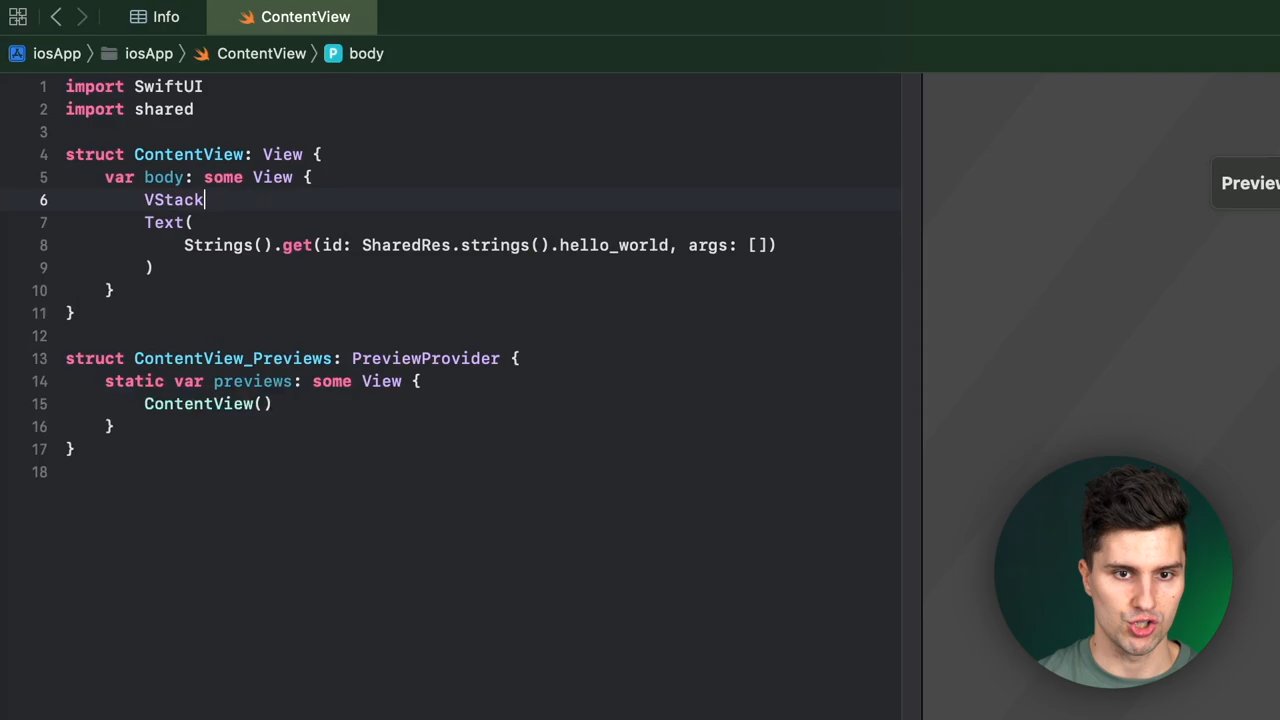 Info
ContentView
iosApp iosApp ContentView P body
1 import SwiftUI
2 import shared
3
4 struct ContentView: View {
5 var body: some View {
6 VStack
7 Text(
8 Strings().get(id: SharedRes.strings().hello_world, args: [])
9 )
10 }
11 }
12
13 struct ContentView_Previews: PreviewProvider {
14 static var previews: some View {
15 ContentView()
16 }
17 }
18
Preview